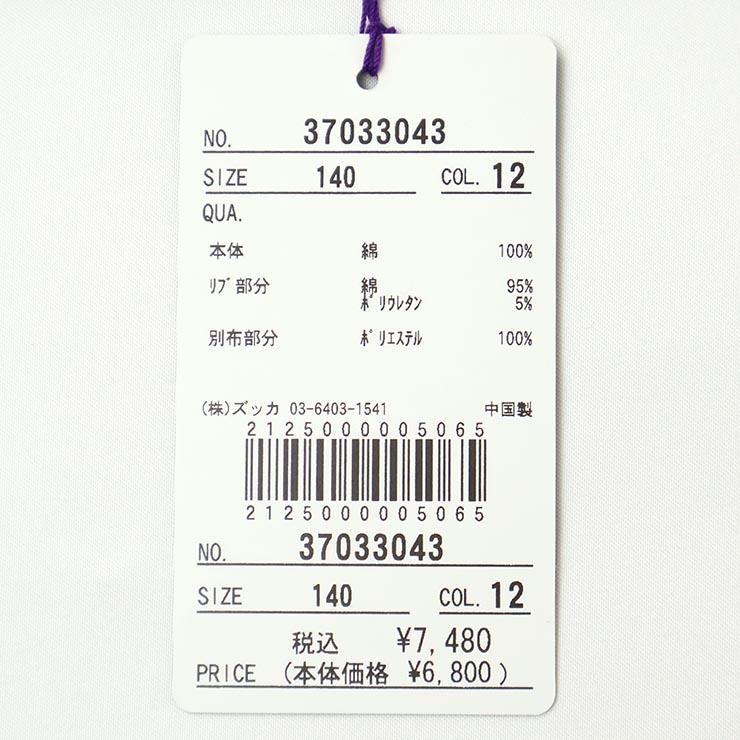 NO. 37033043
SIZE 140 COL. 12
QUA.
本体 綿 100%
ﾘﾌﾞ部分 綿 95%
ﾎﾟﾘｳﾚﾀﾝ 5%
別布部分 ﾎﾟﾘｴｽﾃﾙ 100%
(株)ズッカ 03-6403-1541 中国製
2125000005065
2125000005065
NO. 37033043
SIZE 140 COL. 12
税込 ¥7,480
PRICE (本体価格 ¥6,800)